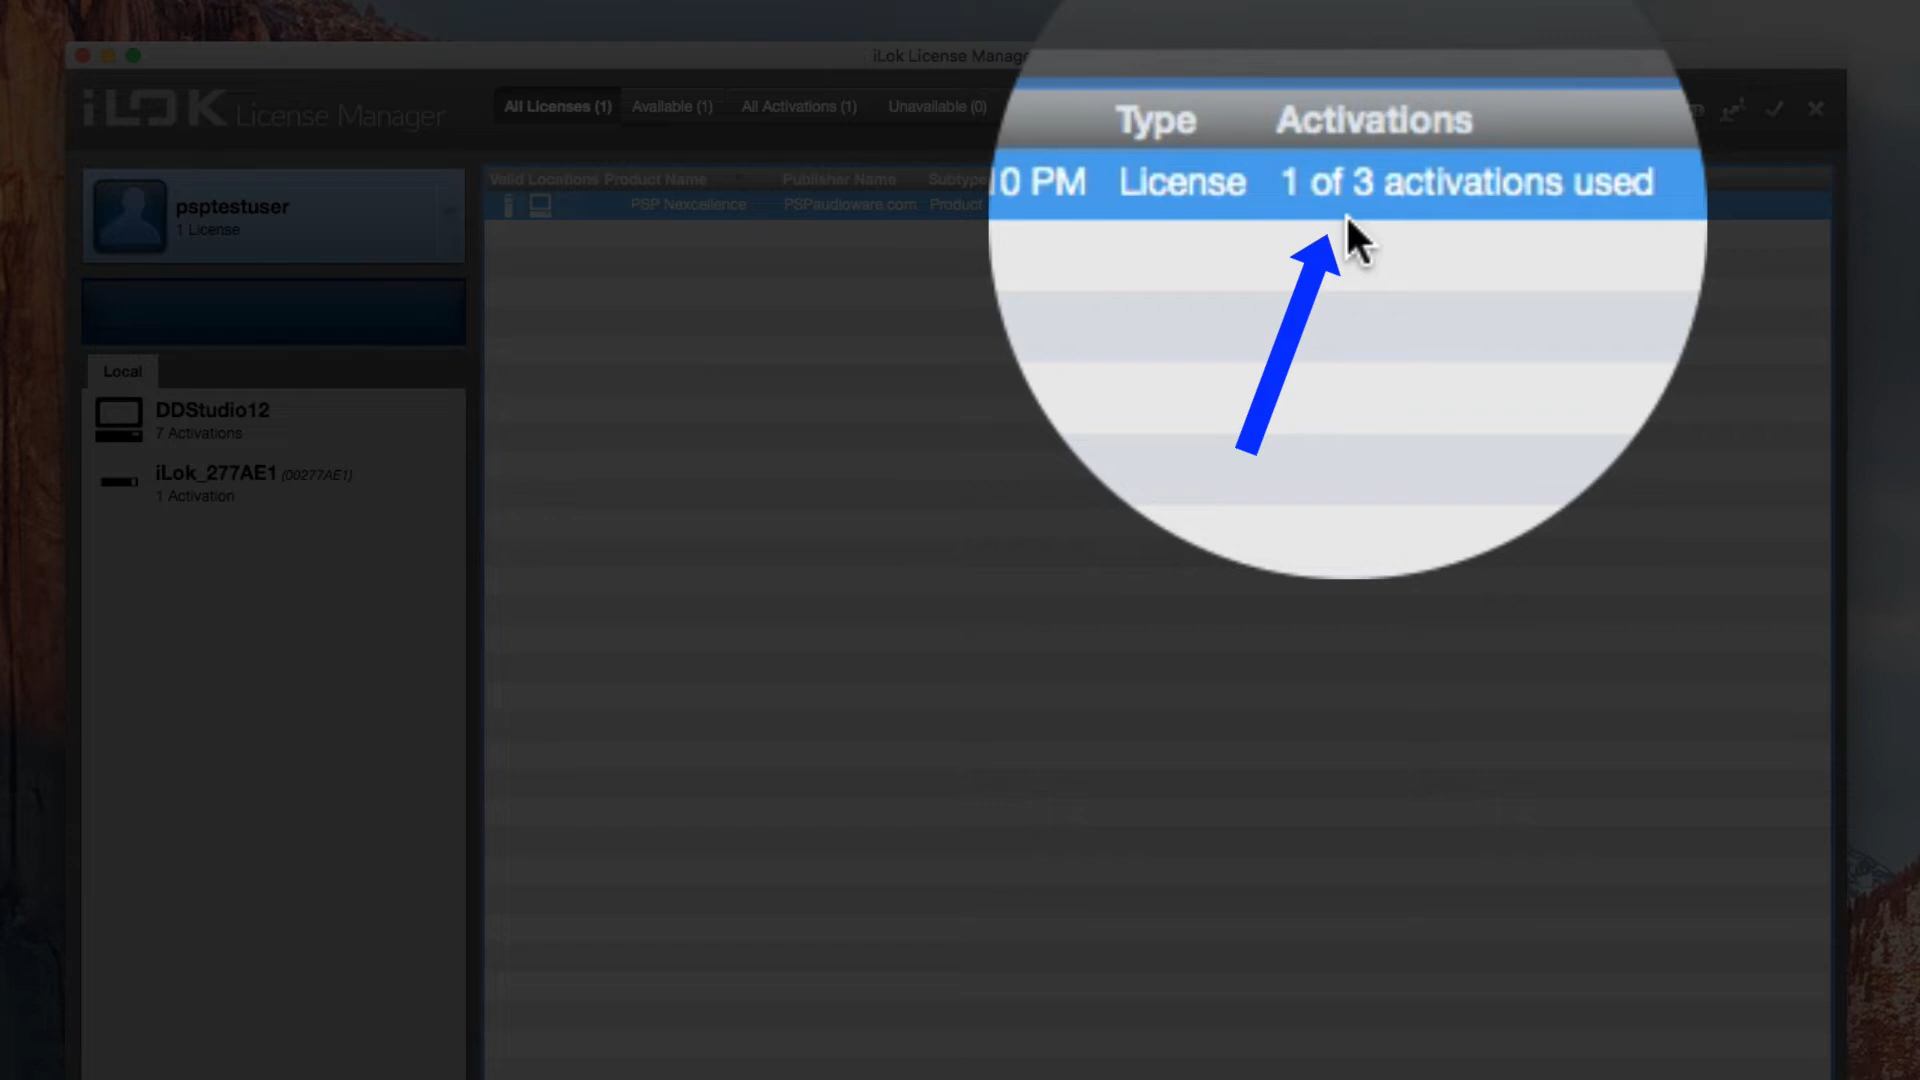 iLok License Manage
iLOK License Manager
All Licenses (1) Available (1) All Activations (1) Unavailable (0)
Type Activations
10 PM License 1 of 3 activations used
psptestuser
1 License
Valid Locations Product Name Publisher Name Subtype
PSP Nexcellence PSPaudioware.com Product
Local
DDStudio12
7 Activations
iLok_277AE1 (00277AE1)
1 Activation